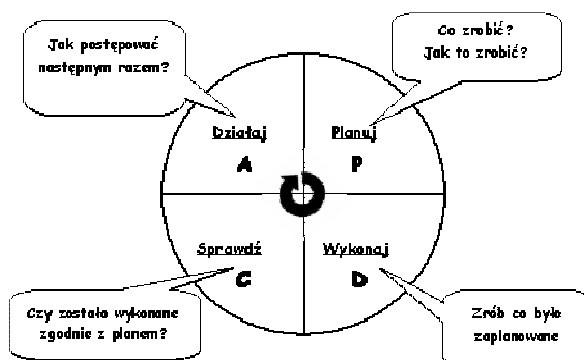 Jak postępować
następnym razem?
Co zrobić?
Jak to zrobić?
Działaj
A
Planuj
P
Sprawdź
C
Wykonaj
D
Czy zostało wykonane
zgodnie z planem?
Zrób co było
zaplanowane